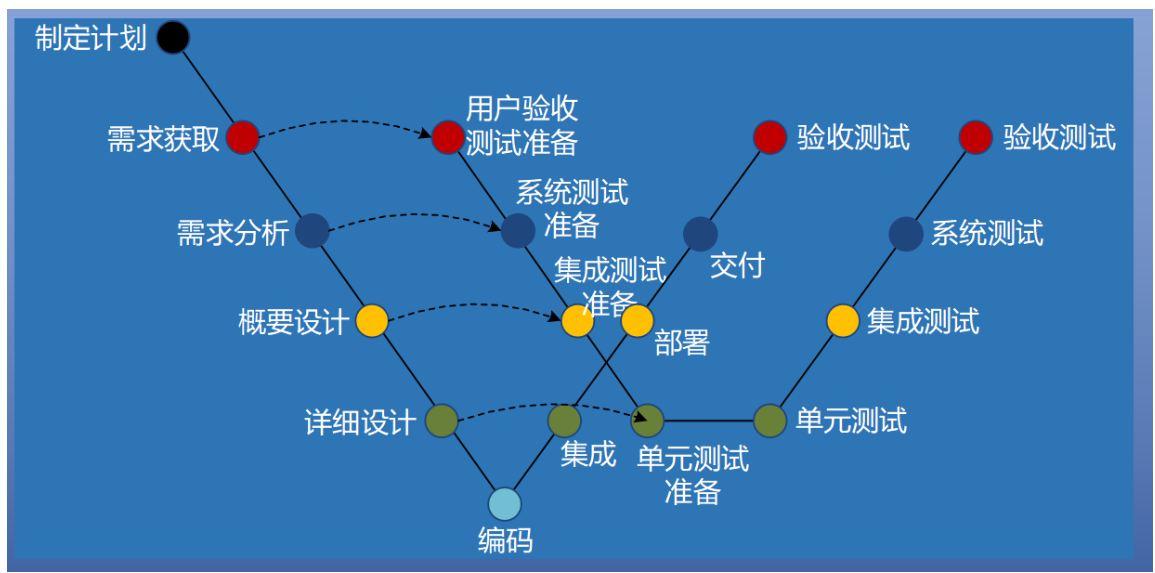 制定计划
需求获取
用户验收
测试准备
验收测试
验收测试
需求分析
系统测试
准备
交付
系统测试
概要设计
集成测试
准备
部署
集成测试
详细设计
集成
单元测试
准备
单元测试
编码